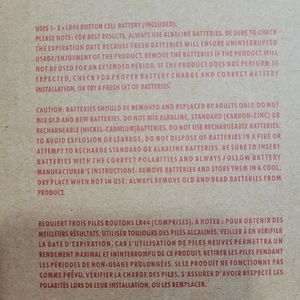 USES 1 - 3 x LR44 BUTTON CELL BATTERY (INCLUDED).
PLEASE NOTE: FOR BEST RESULTS, ALWAYS USE ALKALINE BATTERIES. BE SURE TO CHECK
THE EXPIRATION DATE BECAUSE FRESH BATTERIES WILL ENSURE UNINTERRUPTED
USAGE/ENJOYMENT OF THE PRODUCT. REMOVE THE BATTERIES IF THE PRODUCT WILL NOT
BE USED FOR AN EXTENDED PERIOD. IF THE PRODUCT DOES NOT PERFORM AS
EXPECTED, CHECK FOR PROPER BATTERY CHARGE AND CORRECT BATTERY
INSTALLATION, OR TRY A FRESH SET OF BATTERIES.
CAUTION: BATTERIES SHOULD BE REMOVED AND REPLACED BY ADULTS ONLY. DO NOT
MIX OLD AND NEW BATTERIES. DO NOT MIX ALKALINE, STANDARD (CARBON-ZINC) OR
RECHARGEABLE (NICKEL-CADMIUM) BATTERIES. DO NOT USE RECHARGEABLE BATTERIES.
TO AVOID EXPLOSION OR LEAKAGE, DO NOT DISPOSE OF BATTERIES IN A FIRE OR
ATTEMPT TO RECHARGE STANDARD OR ALKALINE BATTERIES. BE SURE TO INSERT
BATTERIES WITH THE CORRECT POLARITIES AND ALWAYS FOLLOW BATTERY
MANUFACTURER'S INSTRUCTIONS. REMOVE BATTERIES AND STORE THEM IN A COOL,
DRY PLACE WHEN NOT IN USE. ALWAYS REMOVE OLD AND DEAD BATTERIES FROM
PRODUCT.
REQUIERT TROIS PILES BOUTONS LR44 (COMPRISES). À NOTER : POUR OBTENIR DES
MEILLEURS RÉSULTATS, UTILISER TOUJOURS DES PILES ALCALINES. VEILLER À EN VÉRIFIER
LA DATE D'EXPIRATION, CAR L'UTILISATION DE PILES NEUVES PERMETTRA UN
RENDEMENT MAXIMAL ET ININTERROMPU DE CE PRODUIT. RETIRER LES PILES PENDANT
LES PÉRIODES DE NON-USAGE PROLONGÉES. SI LE PRODUIT NE FONCTIONNE PAS
COMME PRÉVU, VÉRIFIER LA CHARGE DES PILES, S'ASSURER D'AVOIR RESPECTÉ LES
POLARITÉS LORS DE LEUR INSTALLATION, OU LES REMPLACER.